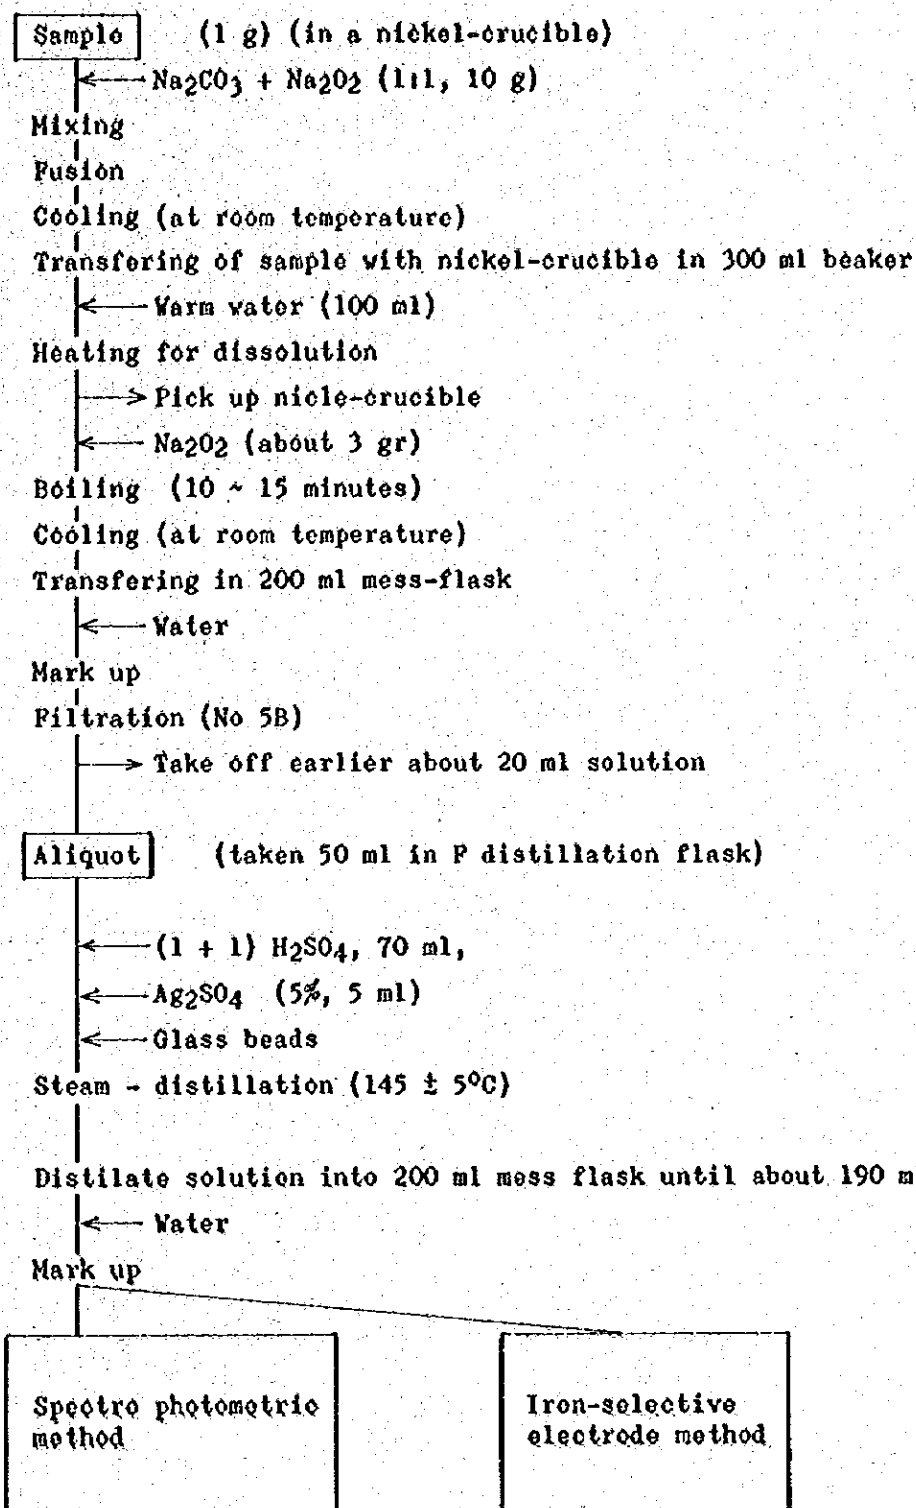 Sample (1 g) (in a nickel-crucible)
Na2CO3 + Na2O2 (1:1, 10 g)
Mixing
Fusion
Cooling (at room temperature)
Transfering of sample with nickel-crucible in 300 ml beaker
Warm water (100 ml)
Heating for dissolution
Pick up nicle-crucible
Na2O2 (about 3 gr)
Boiling (10 ~ 15 minutes)
Cooling (at room temperature)
Transfering in 200 ml mess-flask
Water
Mark up
Filtration (No 5B)
Take off earlier about 20 ml solution
Aliquot (taken 50 ml in F distillation flask)
(1 + 1) H2SO4, 70 ml,
Ag2SO4 (5%, 5 ml)
Glass beads
Steam - distillation (145 ± 5°C)
Distilate solution into 200 ml mess flask until about 190 m
Water
Mark up
Spectro photometric
method
Iron-selective
electrode method